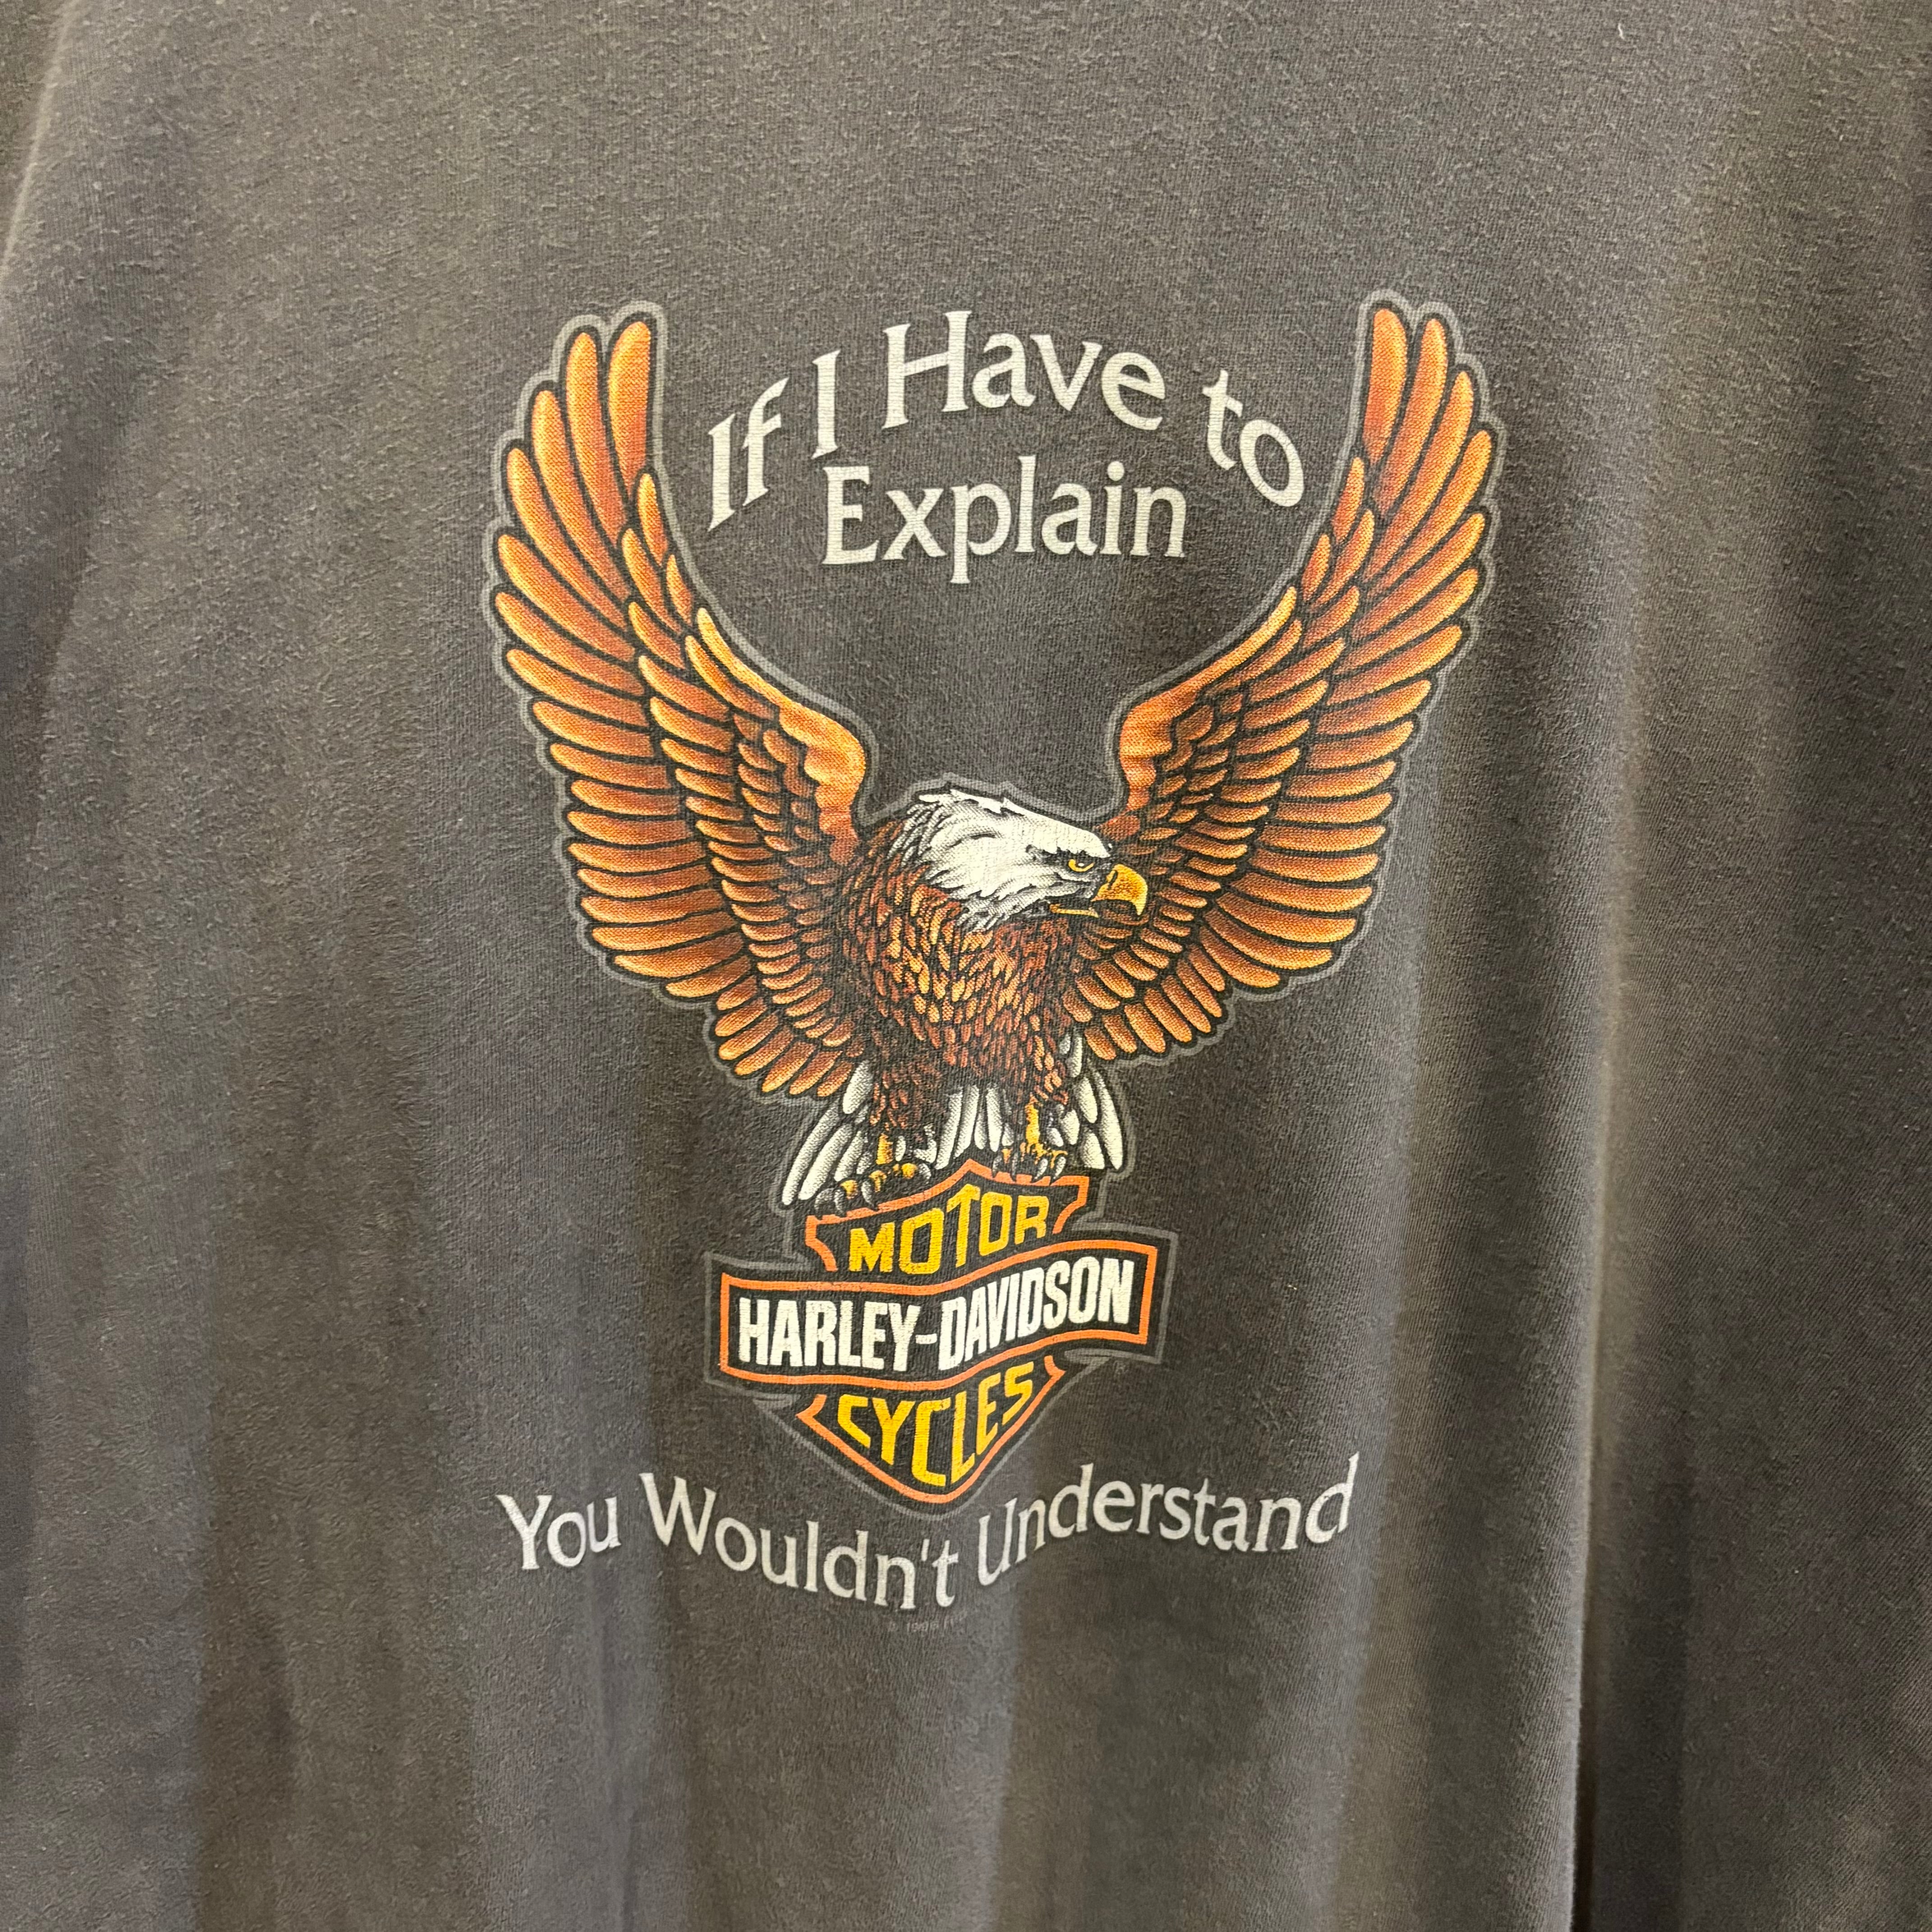 If I Have to
Explain
MOTOR
HARLEY-DAVIDSON
CYCLES
You Wouldn't Understand